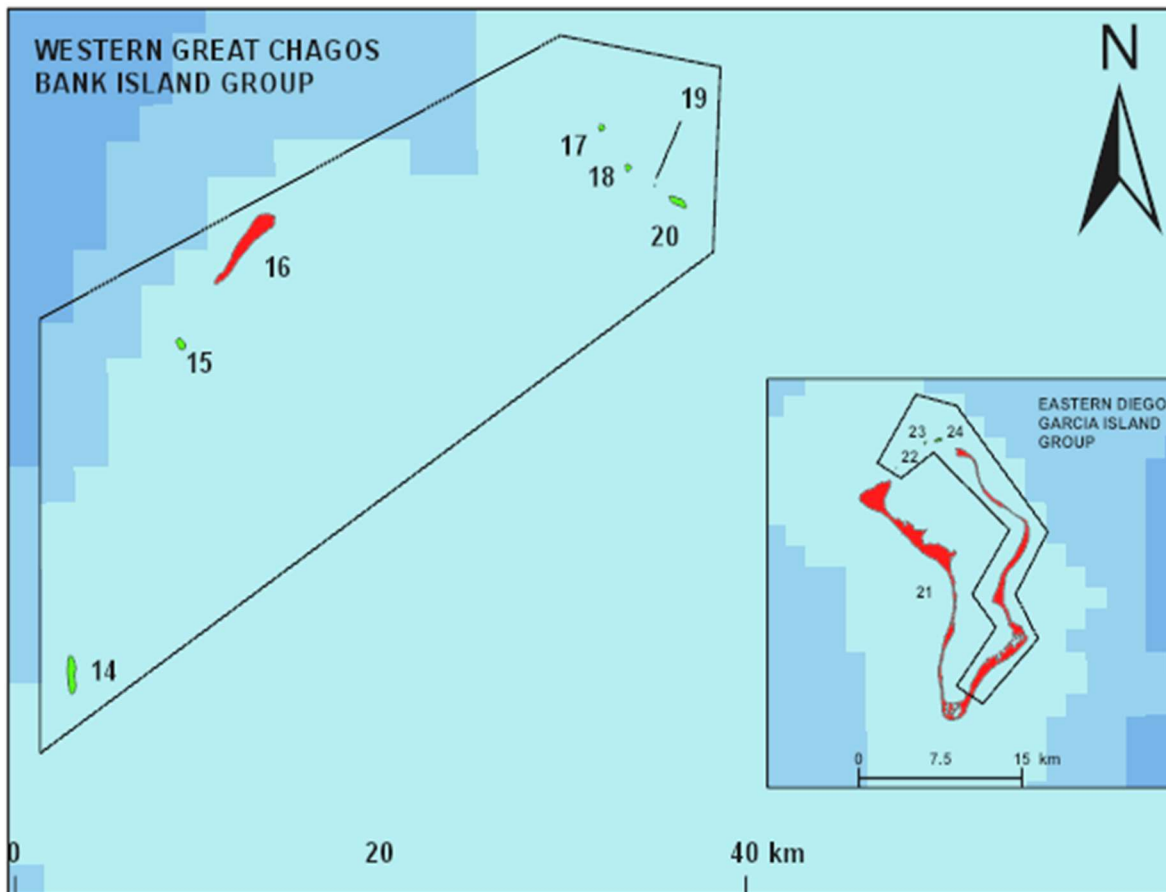 WESTERN GREAT CHAGOS
BANK ISLAND GROUP
N
19
17
18
20
16
15
EASTERN DIEGO
GARCIA ISLAND
GROUP
23 24
22
21
14
0 7.5 15 km
0 20 40 km